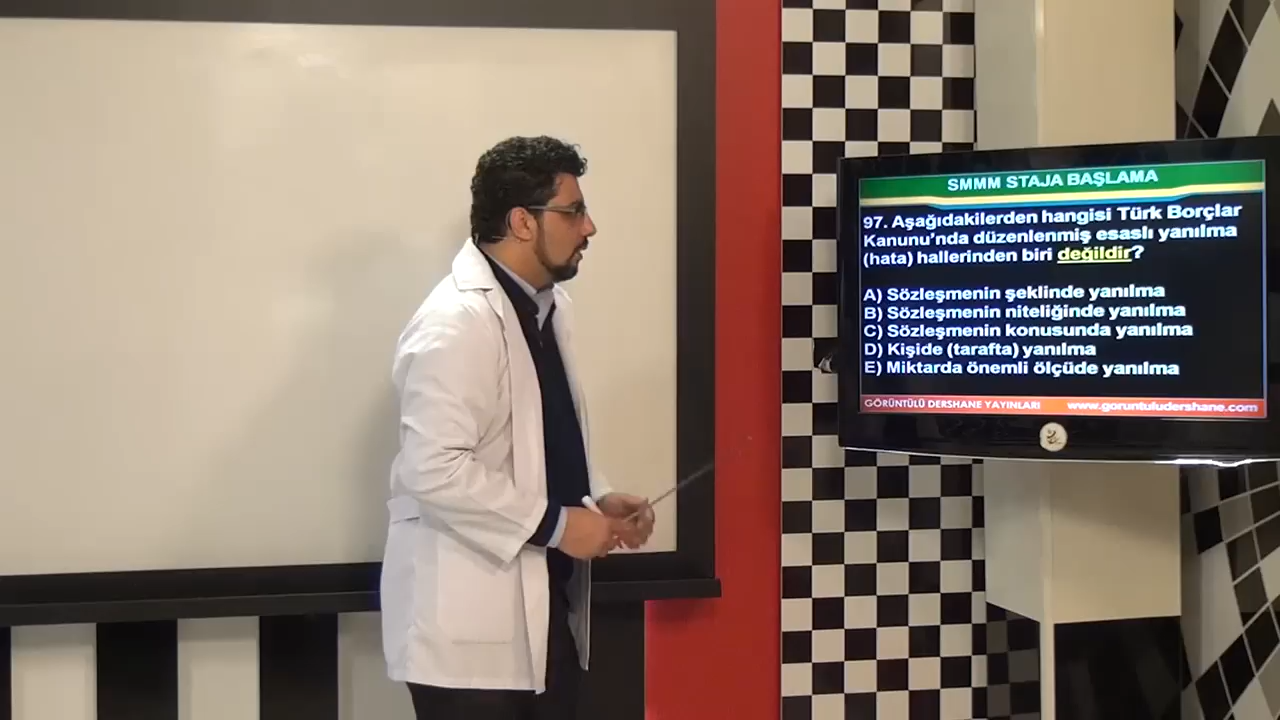 SMMM STAJA BAŞLAMA
97. Aşağıdakilerden hangisi Türk Borçlar
Kanunu'nda düzenlenmiş esaslı yanılma
(hata) hallerinden biri değildir?
A) Sözleşmenin şeklinde yanılma
B) Sözleşmenin niteliğinde yanılma
C) Sözleşmenin konusunda yanılma
D) Kişide (tarafta) yanılma
E) Miktarda önemli ölçüde yanılma
GÖRÜNTÜLÜ DERSHANE YAYINLARI www.goruntuludershane.com